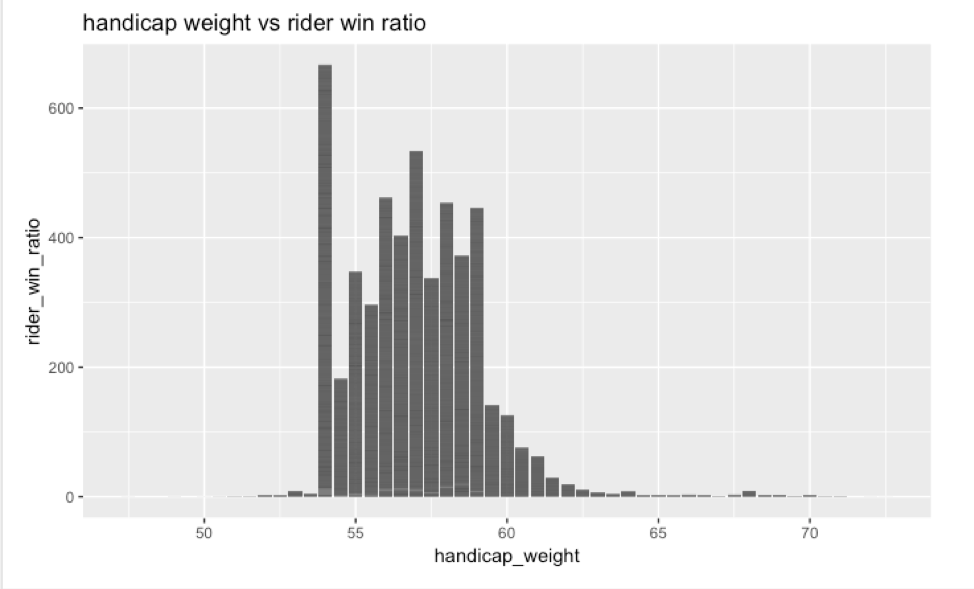 handicap weight vs rider win ratio
rider_win_ratio
600
400
200
0
50 55 60 65 70
handicap_weight